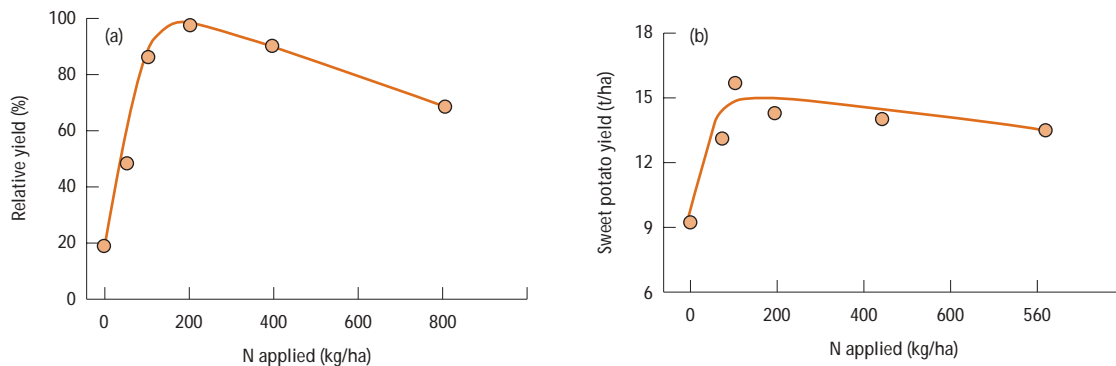 (a)
Relative yield (%)
100
80
60
40
20
0
0 200 400 600 800
N applied (kg/ha)
(b)
Sweet potato yield (t/ha)
18
15
12
9
6
0 200 400 600 560
N applied (kg/ha)